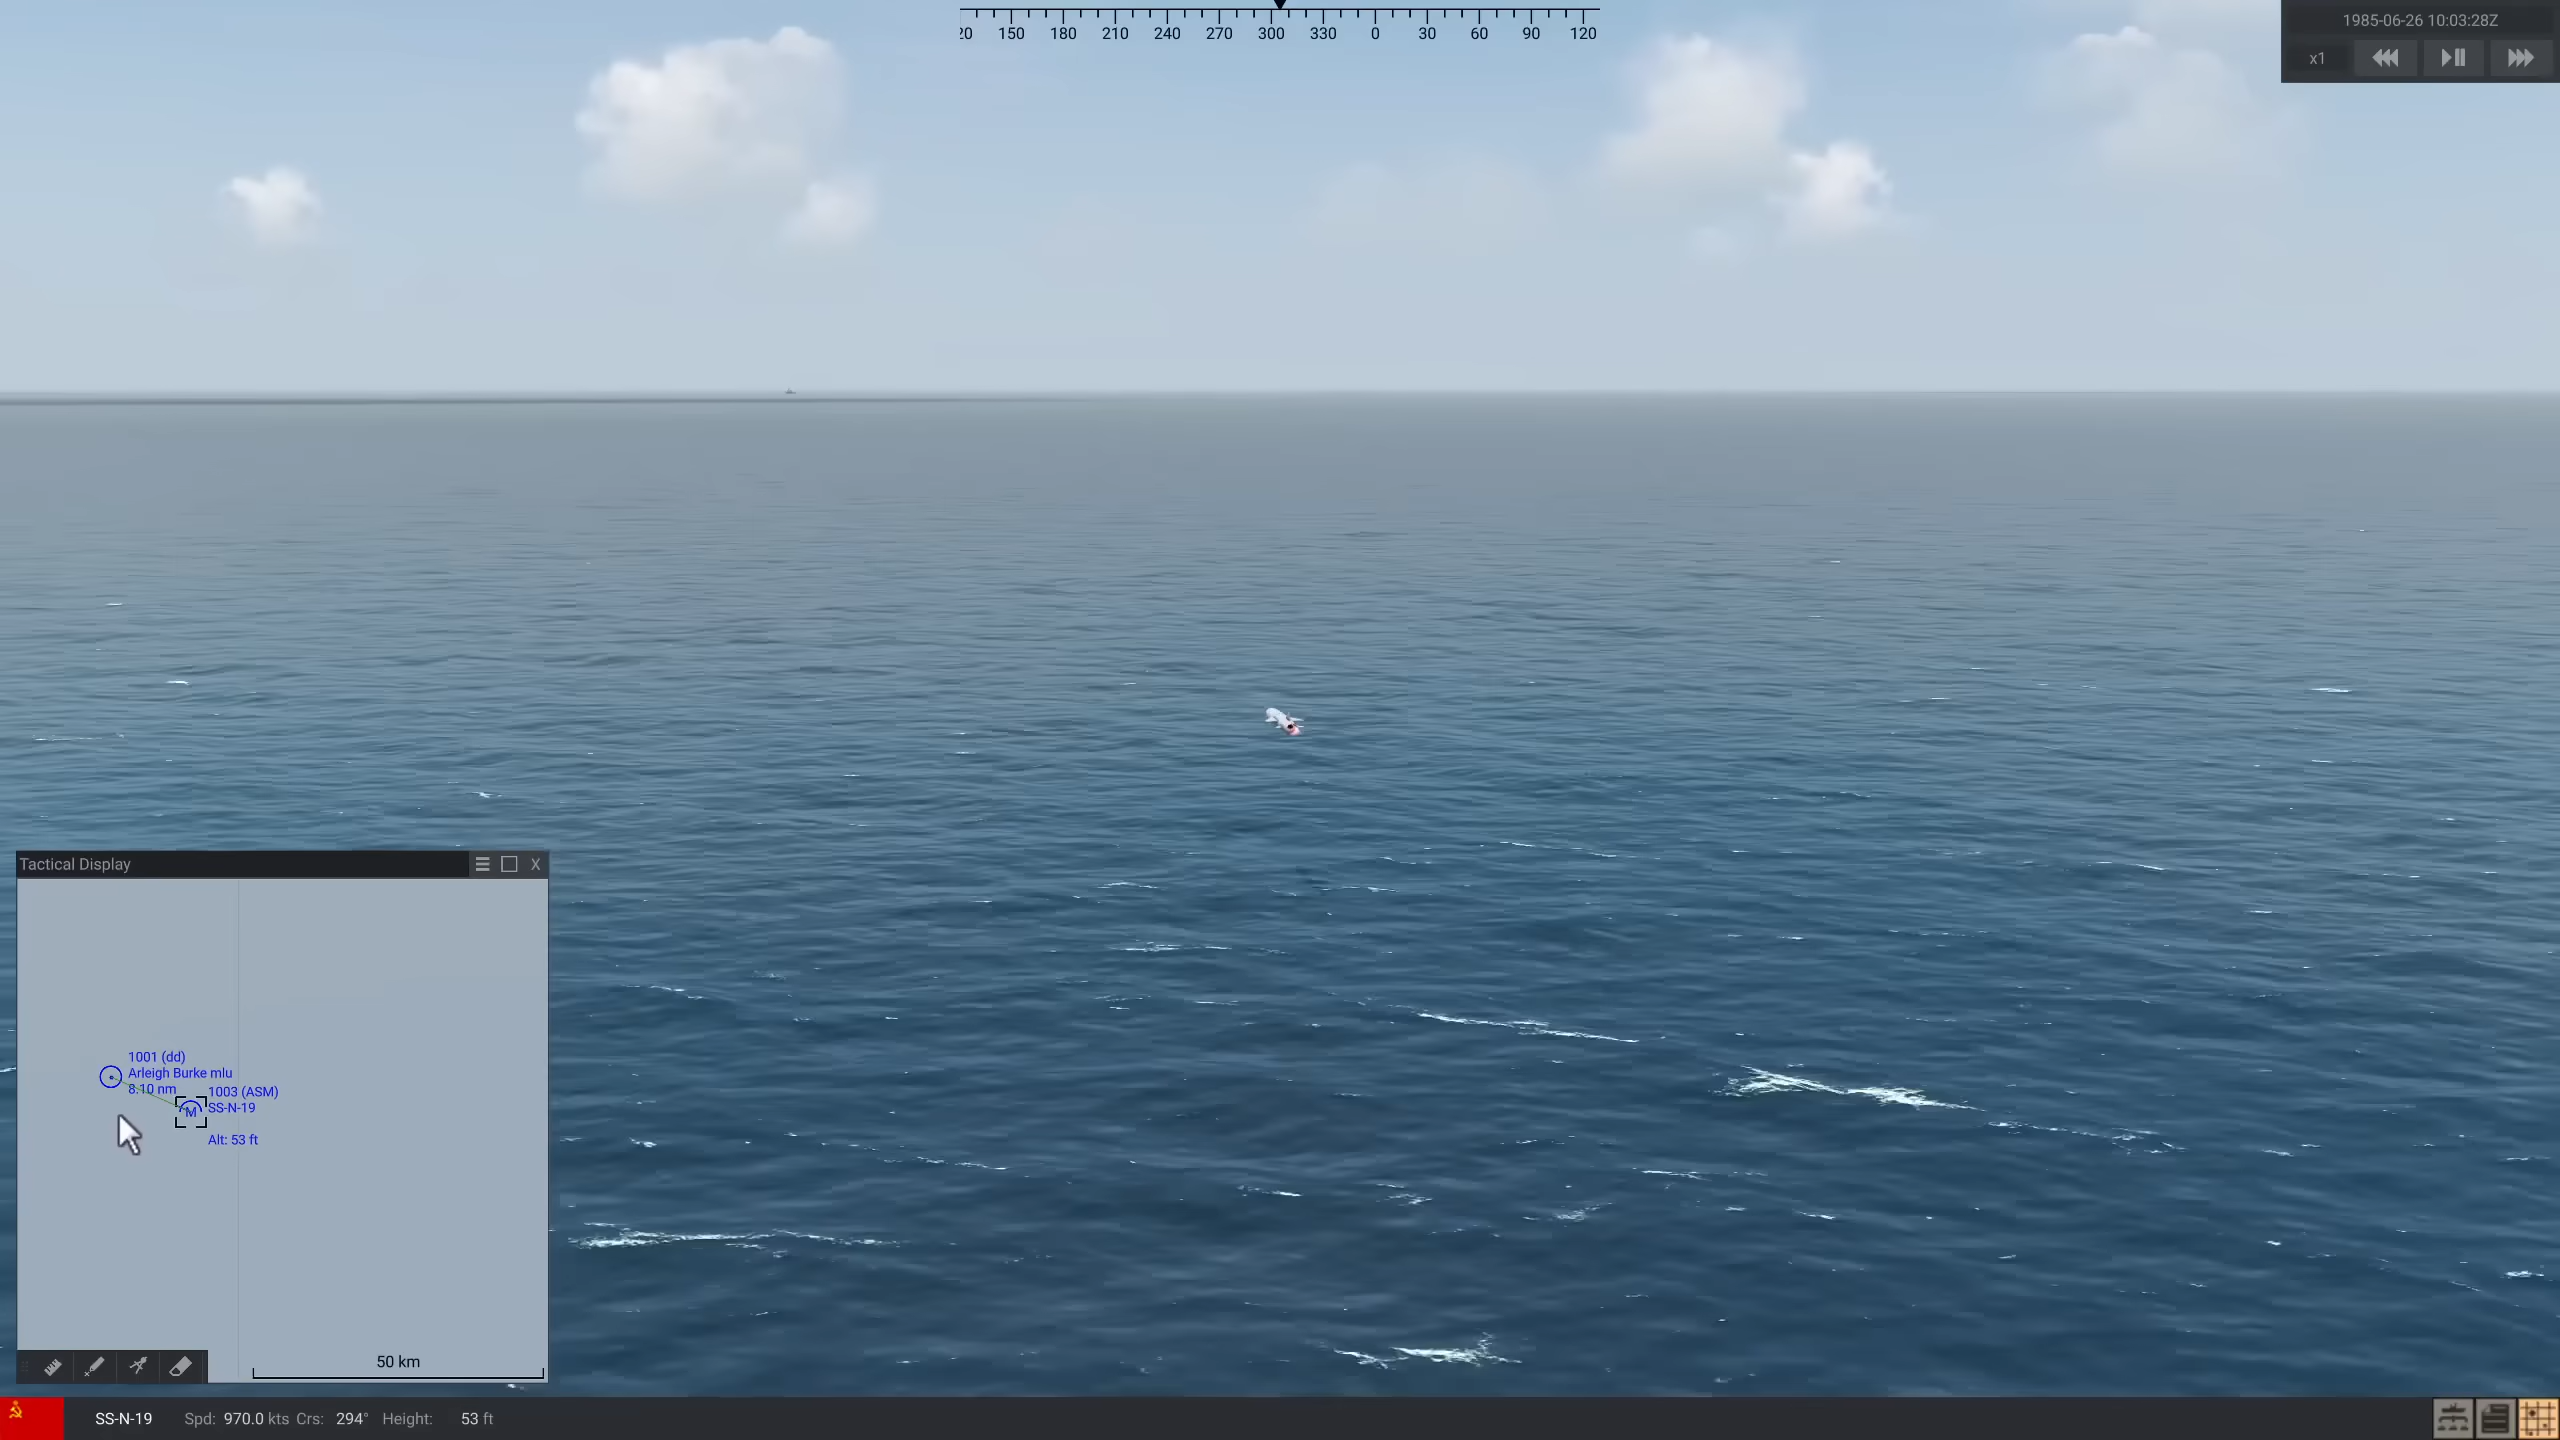 20 150 180 210 240 270 300 330 0 30 60 90 120
1985-06-26 10:03:28Z
x1
Tactical Display
X
1001 (dd)
Arleigh Burke mlu
8.10 nm
1003 (ASM)
M
SS-N-19
Alt: 53 ft
50 km
SS-N-19 Spd: 970.0 kts Crs: 294° Height: 53 ft